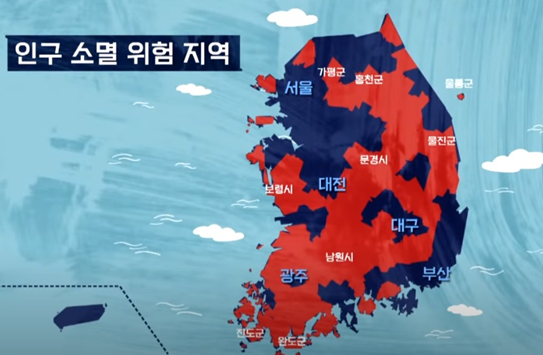 인구 소멸 위험 지역
가평군
홍천군
서울
울릉군
울진군
문경시
보령시
대전
대구
남원시
광주
부산
진도군
완도군